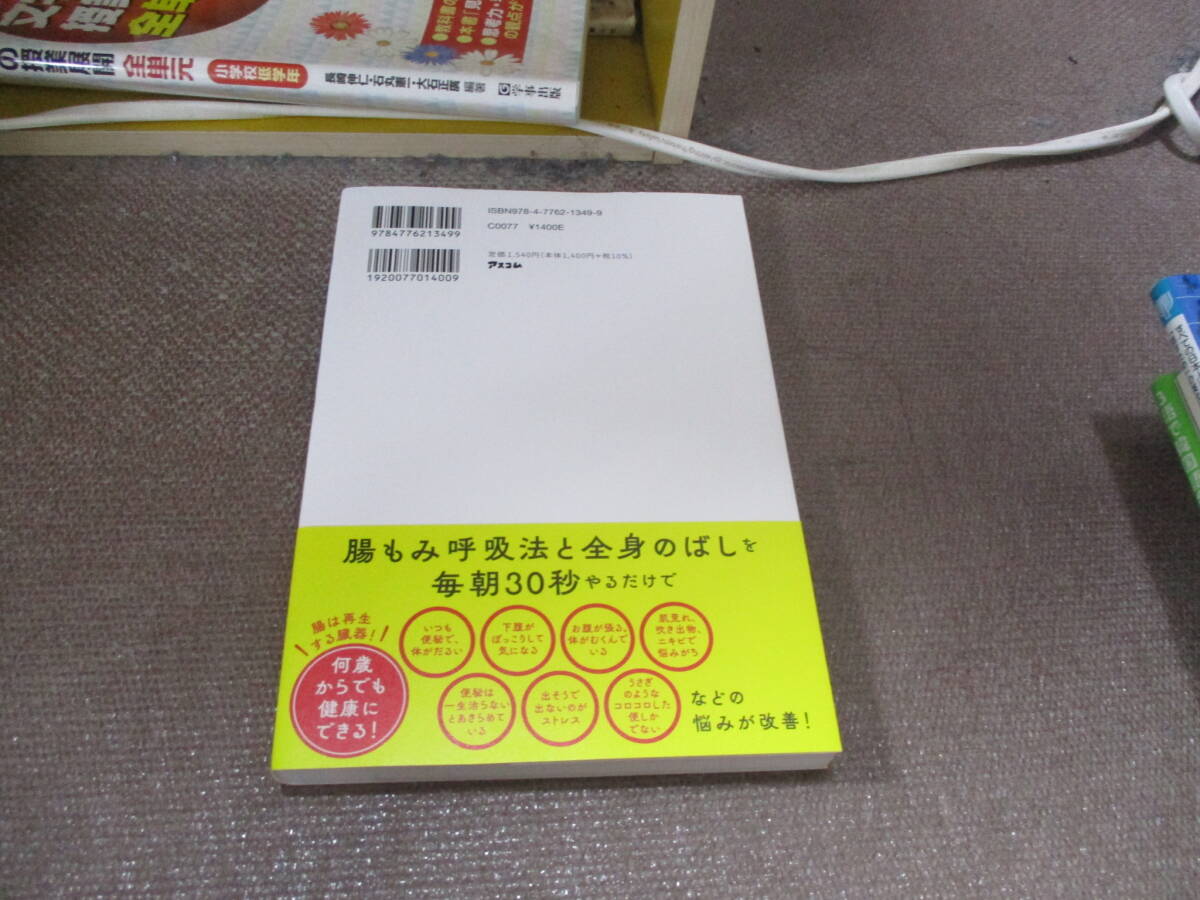 全単元
小学校低学年
編著
学事出版
ISBN978-4-7762-1349-9
C0077 ¥1400E
9784776213499
定価1,540円(本体1,400円+税10%)
アスコム
1920077014009
腸もみ呼吸法と全身のばしを
毎朝30秒やるだけで
腸は再生
する臓器!
何歳
からでも
健康に
できる!
いつも
便秘で、
体がだるい
下腹が
ぽっこりして
気になる
お腹が張る。
体がむくんで
いる
肌荒れ、
吹き出物、
ニキビで
悩みがち
便秘は
一生治らない
とあきらめて
いる
出そうで
出ないのが
ストレス
うさぎ
のような
コロコロした
便しか
でない
などの
悩みが改善!